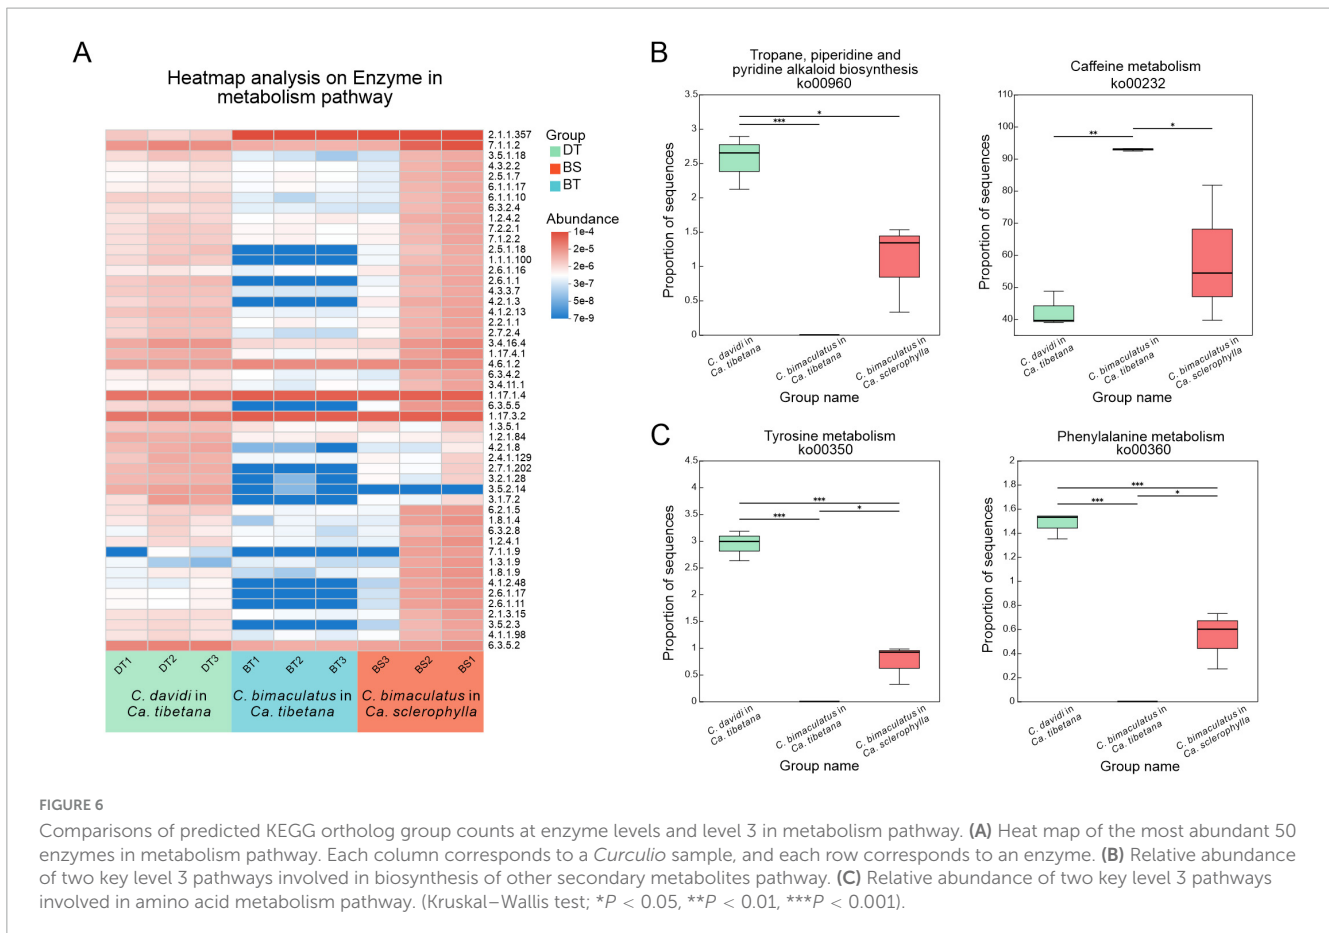 A
Heatmap analysis on Enzyme in
metabolism pathway
2.1.1.357
7.1.1.2
3.5.1.18
4.3.2.2
2.5.1.7
6.1.1.17
6.1.1.10
6.3.2.4
1.2.4.2
7.2.2.1
7.1.2.2
2.5.1.18
1.1.1.100
2.6.1.16
2.6.1.1
4.3.3.7
4.2.1.3
4.1.2.13
2.2.1.1
2.7.2.4
3.4.16.4
1.17.4.1
4.6.1.2
6.3.4.2
3.4.11.1
1.17.1.4
6.3.5.5
1.17.3.2
1.3.5.1
1.2.1.84
4.2.1.8
2.4.1.129
2.7.1.202
3.2.1.28
3.5.2.14
3.1.7.2
6.2.1.5
1.8.1.4
6.3.2.8
1.2.4.1
7.1.1.9
1.3.1.9
1.8.1.9
4.1.2.48
2.6.1.17
2.6.1.11
2.1.3.15
3.5.2.3
4.1.1.98
6.3.5.2
Group
DT
BS
BT
Abundance
1e-4
2e-5
2e-6
3e-7
5e-8
7e-9
DT1 DT2 DT3 BT1 BT2 BT3 BS3 BS2 BS1
C. davidi in
Ca. tibetana
C. bimaculatus in
Ca. tibetana
C. bimaculatus in
Ca. sclerophylla
B
Tropane, piperidine and
pyridine alkaloid biosynthesis
ko00960
Proportion of sequences
3.5
3
2.5
2
1.5
1
0.5
0
***
*
C. davidi in
Ca. tibetana
C. bimaculatus in
Ca. tibetana
C. bimaculatus in
Ca. sclerophylla
Group name
Caffeine metabolism
ko00232
Proportion of sequences
110
100
90
80
70
60
50
40
**
*
C. davidi in
Ca. tibetana
C. bimaculatus in
Ca. tibetana
C. bimaculatus in
Ca. sclerophylla
Group name
C
Tyrosine metabolism
ko00350
Proportion of sequences
4.5
4
3.5
3
2.5
2
1.5
1
0.5
0
***
***
*
C. davidi in
Ca. tibetana
C. bimaculatus in
Ca. tibetana
C. bimaculatus in
Ca. sclerophylla
Group name
Phenylalanine metabolism
ko00360
Proportion of sequences
2
1.8
1.6
1.4
1.2
1
0.8
0.6
0.4
0.2
0
***
***
*
C. davidi in
Ca. tibetana
C. bimaculatus in
Ca. tibetana
C. bimaculatus in
Ca. sclerophylla
Group name
FIGURE 6
Comparisons of predicted KEGG ortholog group counts at enzyme levels and level 3 in metabolism pathway. (A) Heat map of the most abundant 50
enzymes in metabolism pathway. Each column corresponds to a Curculio sample, and each row corresponds to an enzyme. (B) Relative abundance
of two key level 3 pathways involved in biosynthesis of other secondary metabolites pathway. (C) Relative abundance of two key level 3 pathways
involved in amino acid metabolism pathway. (Kruskal–Wallis test; *P < 0.05, **P < 0.01, ***P < 0.001).